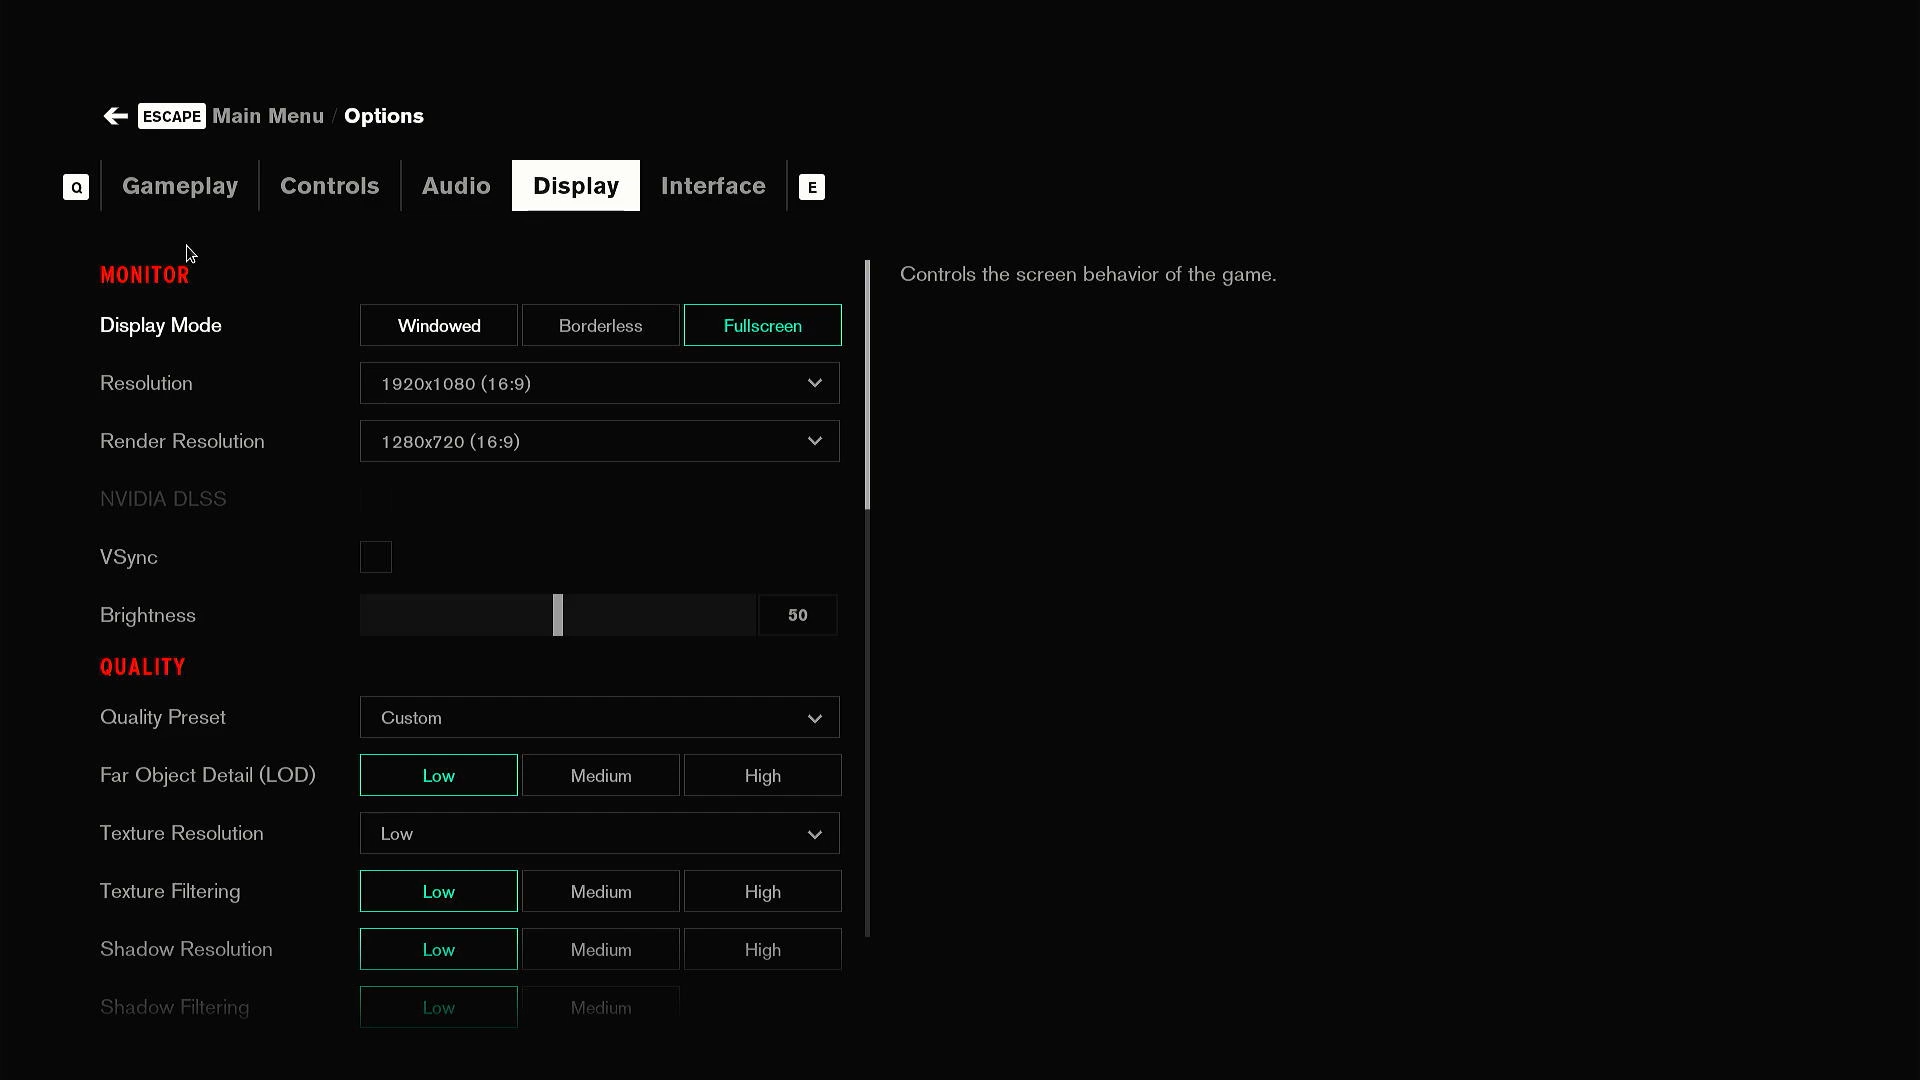 ESCAPE Main Menu / Options
Q Gameplay Controls Audio Display Interface E
MONITOR
Controls the screen behavior of the game.
Display Mode Windowed Borderless Fullscreen
Resolution 1920x1080 (16:9)
Render Resolution 1280x720 (16:9)
NVIDIA DLSS
VSync
Brightness 50
QUALITY
Quality Preset Custom
Far Object Detail (LOD) Low Medium High
Texture Resolution Low
Texture Filtering Low Medium High
Shadow Resolution Low Medium High
Shadow Filtering Low Medium